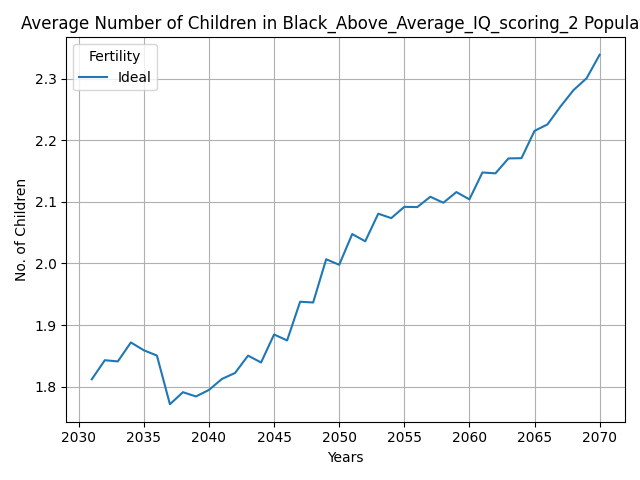 Average Number of Children in Black_Above_Average_IQ_scoring_2 Popula
Fertility
Ideal
No. of Children
2.3
2.2
2.1
2.0
1.9
1.8
2030 2035 2040 2045 2050 2055 2060 2065 2070
Years